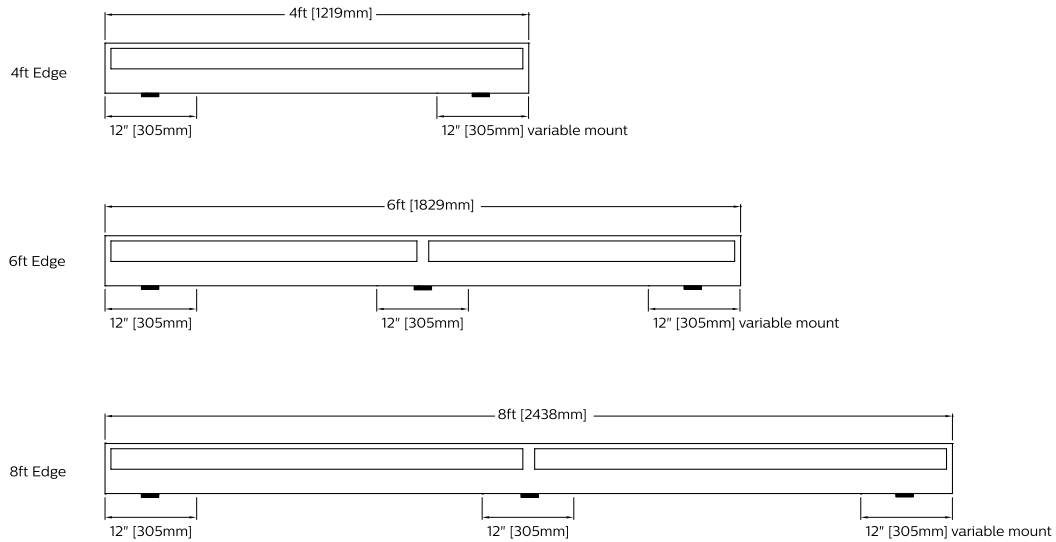 4ft [1219mm]
4ft Edge
12" [305mm]
12" [305mm] variable mount
6ft [1829mm]
6ft Edge
12" [305mm]
12" [305mm]
12" [305mm] variable mount
8ft [2438mm]
8ft Edge
12" [305mm]
12" [305mm]
12" [305mm] variable mount